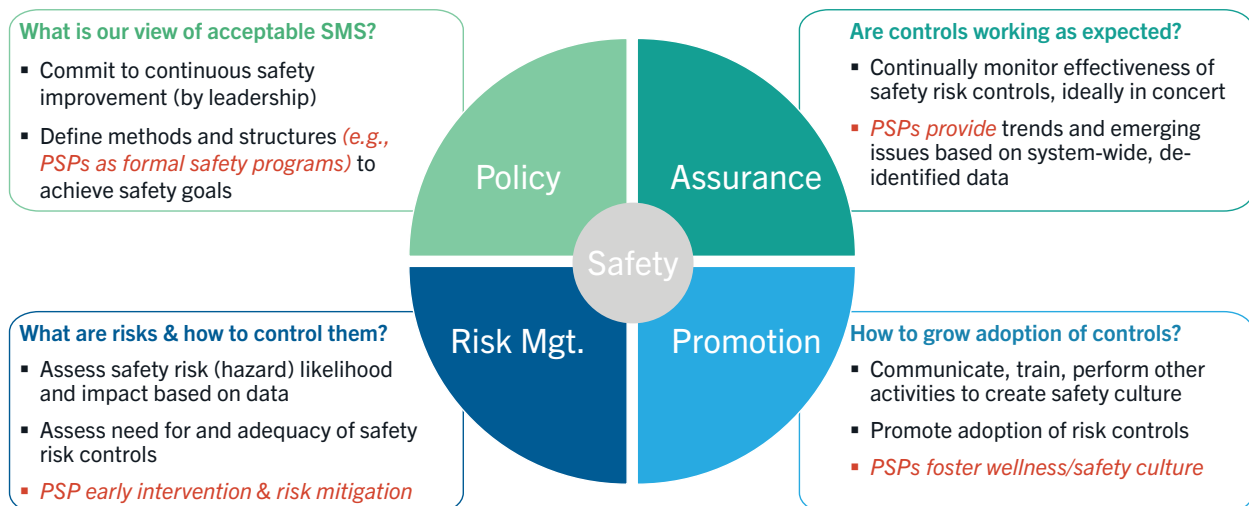 What is our view of acceptable SMS?
▪ Commit to continuous safety
improvement (by leadership)
▪ Define methods and structures (e.g.,
PSPs as formal safety programs) to
achieve safety goals
Are controls working as expected?
▪ Continually monitor effectiveness of
safety risk controls, ideally in concert
▪ PSPs provide trends and emerging
issues based on system-wide, de-
identified data
Policy
Assurance
Safety
Risk Mgt.
Promotion
What are risks & how to control them?
▪ Assess safety risk (hazard) likelihood
and impact based on data
▪ Assess need for and adequacy of safety
risk controls
▪ PSP early intervention & risk mitigation
How to grow adoption of controls?
▪ Communicate, train, perform other
activities to create safety culture
▪ Promote adoption of risk controls
▪ PSPs foster wellness/safety culture